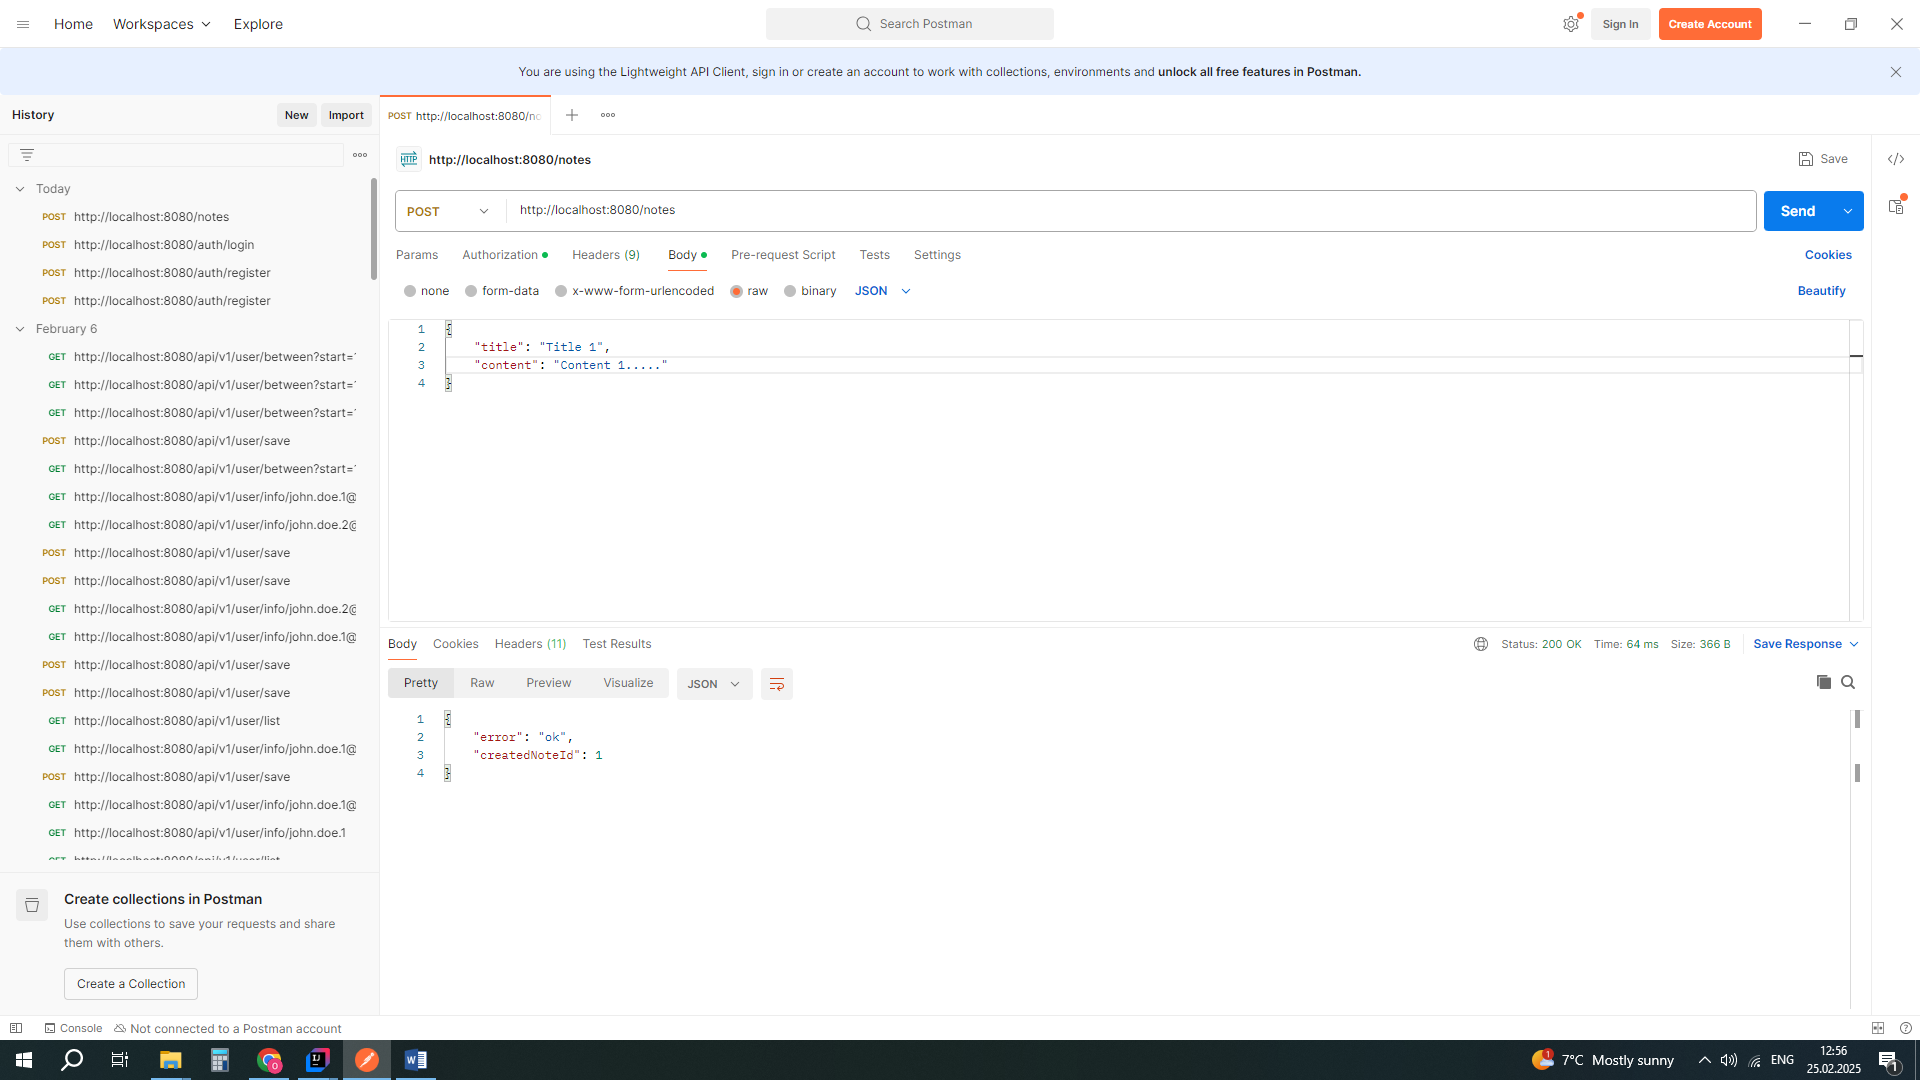 Home Workspaces Explore Search Postman Sign In Create Account
You are using the Lightweight API Client, sign in or create an account to work with collections, environments and unlock all free features in Postman.
History New Import
POST http://localhost:8080/no
Today
POST http://localhost:8080/notes
POST http://localhost:8080/auth/login
POST http://localhost:8080/auth/register
POST http://localhost:8080/auth/register
February 6
GET http://localhost:8080/api/v1/user/between?start=
GET http://localhost:8080/api/v1/user/between?start=
GET http://localhost:8080/api/v1/user/between?start=
POST http://localhost:8080/api/v1/user/save
GET http://localhost:8080/api/v1/user/between?start=
GET http://localhost:8080/api/v1/user/info/john.doe.1@
GET http://localhost:8080/api/v1/user/info/john.doe.2@
POST http://localhost:8080/api/v1/user/save
POST http://localhost:8080/api/v1/user/save
GET http://localhost:8080/api/v1/user/info/john.doe.2@
GET http://localhost:8080/api/v1/user/info/john.doe.1@
POST http://localhost:8080/api/v1/user/save
POST http://localhost:8080/api/v1/user/save
GET http://localhost:8080/api/v1/user/list
GET http://localhost:8080/api/v1/user/info/john.doe.1@
POST http://localhost:8080/api/v1/user/save
GET http://localhost:8080/api/v1/user/info/john.doe.1@
GET http://localhost:8080/api/v1/user/info/john.doe.1
GET http://localhost:8080/api/v1/user/list
Create collections in Postman
Use collections to save your requests and share
them with others.
Create a Collection
HTTP http://localhost:8080/notes Save
POST http://localhost:8080/notes Send
Params Authorization Headers (9) Body Pre-request Script Tests Settings Cookies
none form-data x-www-form-urlencoded raw binary JSON Beautify
1 {
2 "title": "Title 1",
3 "content": "Content 1....."
4 }
Body Cookies Headers (11) Test Results Status: 200 OK Time: 64 ms Size: 366 B Save Response
Pretty Raw Preview Visualize JSON
1 {
2 "error": "ok",
3 "createdNoteId": 1
4 }
Console Not connected to a Postman account
1 7°C Mostly sunny ENG 12:56
25.02.2025 1